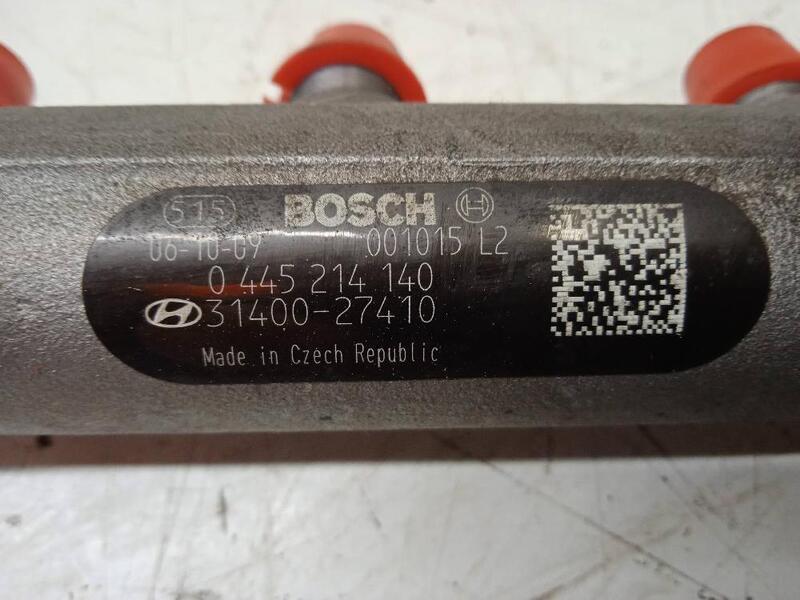 515 BOSCH
06-10-09 001015 L2
0 445 214 140
31400-27410
Made in Czech Republic